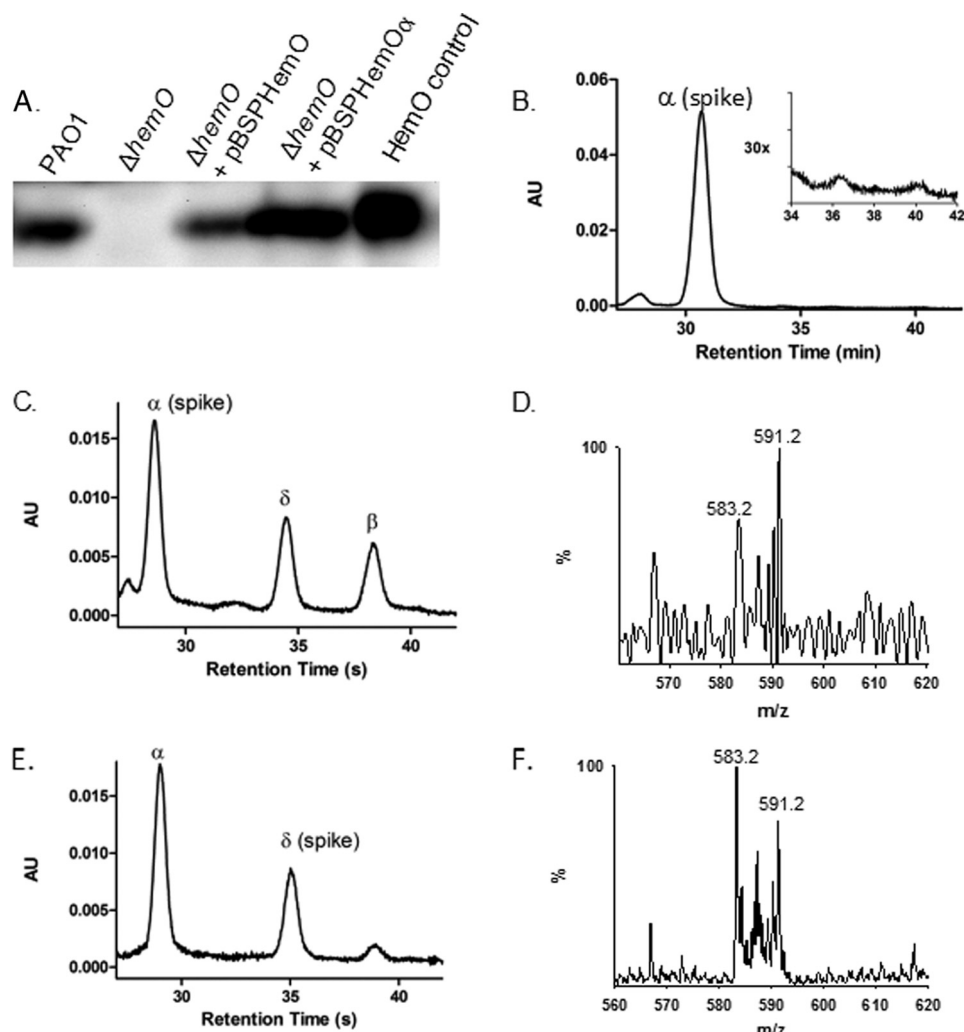 A.
PAO1
ΔhemO
ΔhemO
+ pBSPHemO
ΔhemO
+ pBSPHemOα
HemO control
B.
0.06
0.04
0.02
0.00
AU
α (spike)
30x
34 36 38 40 42
30 35 40
Retention Time (min)
C.
α (spike)
δ
β
0.015
0.010
0.005
0.000
AU
30 35 40
Retention Time (s)
D.
100
591.2
583.2
%
570 580 590 600 610 620
m/z
E.
α
δ (spike)
0.015
0.010
0.005
0.000
AU
30 35 40
Retention Time (s)
F.
100
583.2
591.2
%
560 570 580 590 600 610 620
m/z